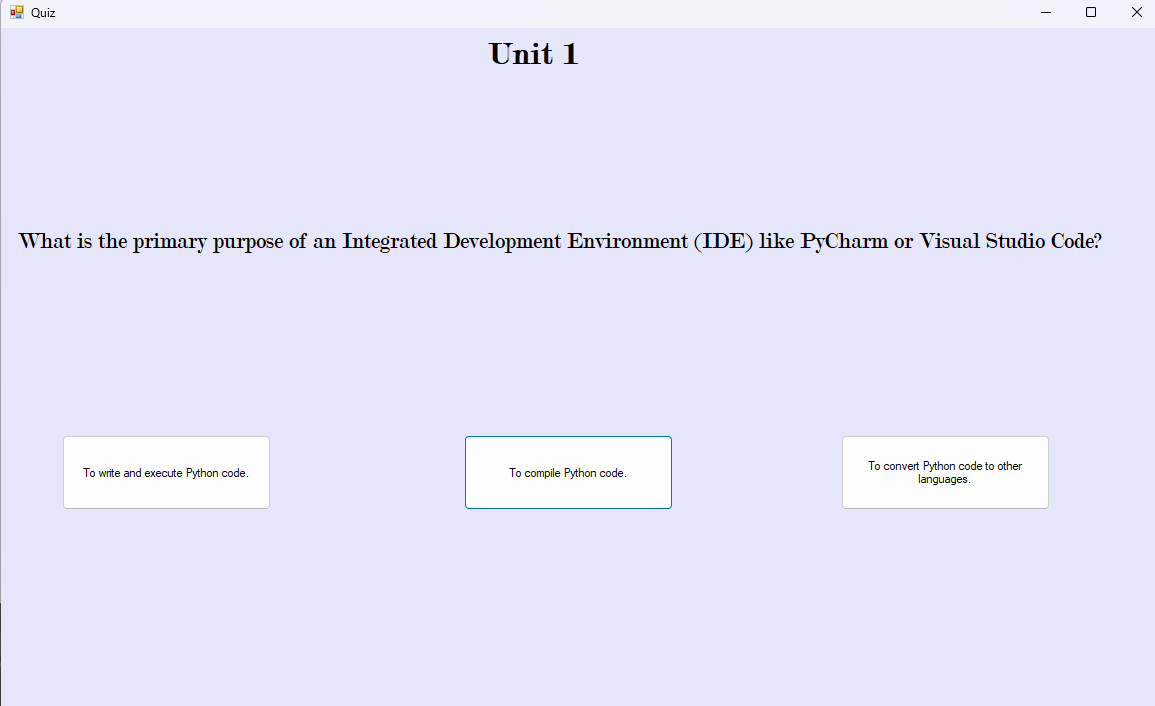 Quiz
Unit 1
What is the primary purpose of an Integrated Development Environment (IDE) like PyCharm or Visual Studio Code?
To write and execute Python code.
To compile Python code.
To convert Python code to other
languages.